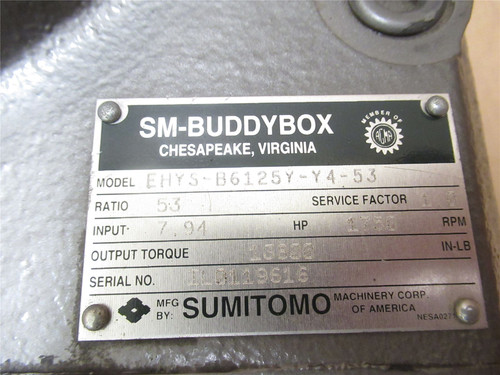 SM-BUDDYBOX
CHESAPEAKE, VIRGINIA
MEMBER OF
AGMA
MODEL EHYS-B6125Y-Y4-53
RATIO 53 SERVICE FACTOR
INPUT- 7.94 HP RPM
OUTPUT TORQUE IN-LB
SERIAL NO.
MFG BY: SUMITOMO MACHINERY CORP. OF AMERICA